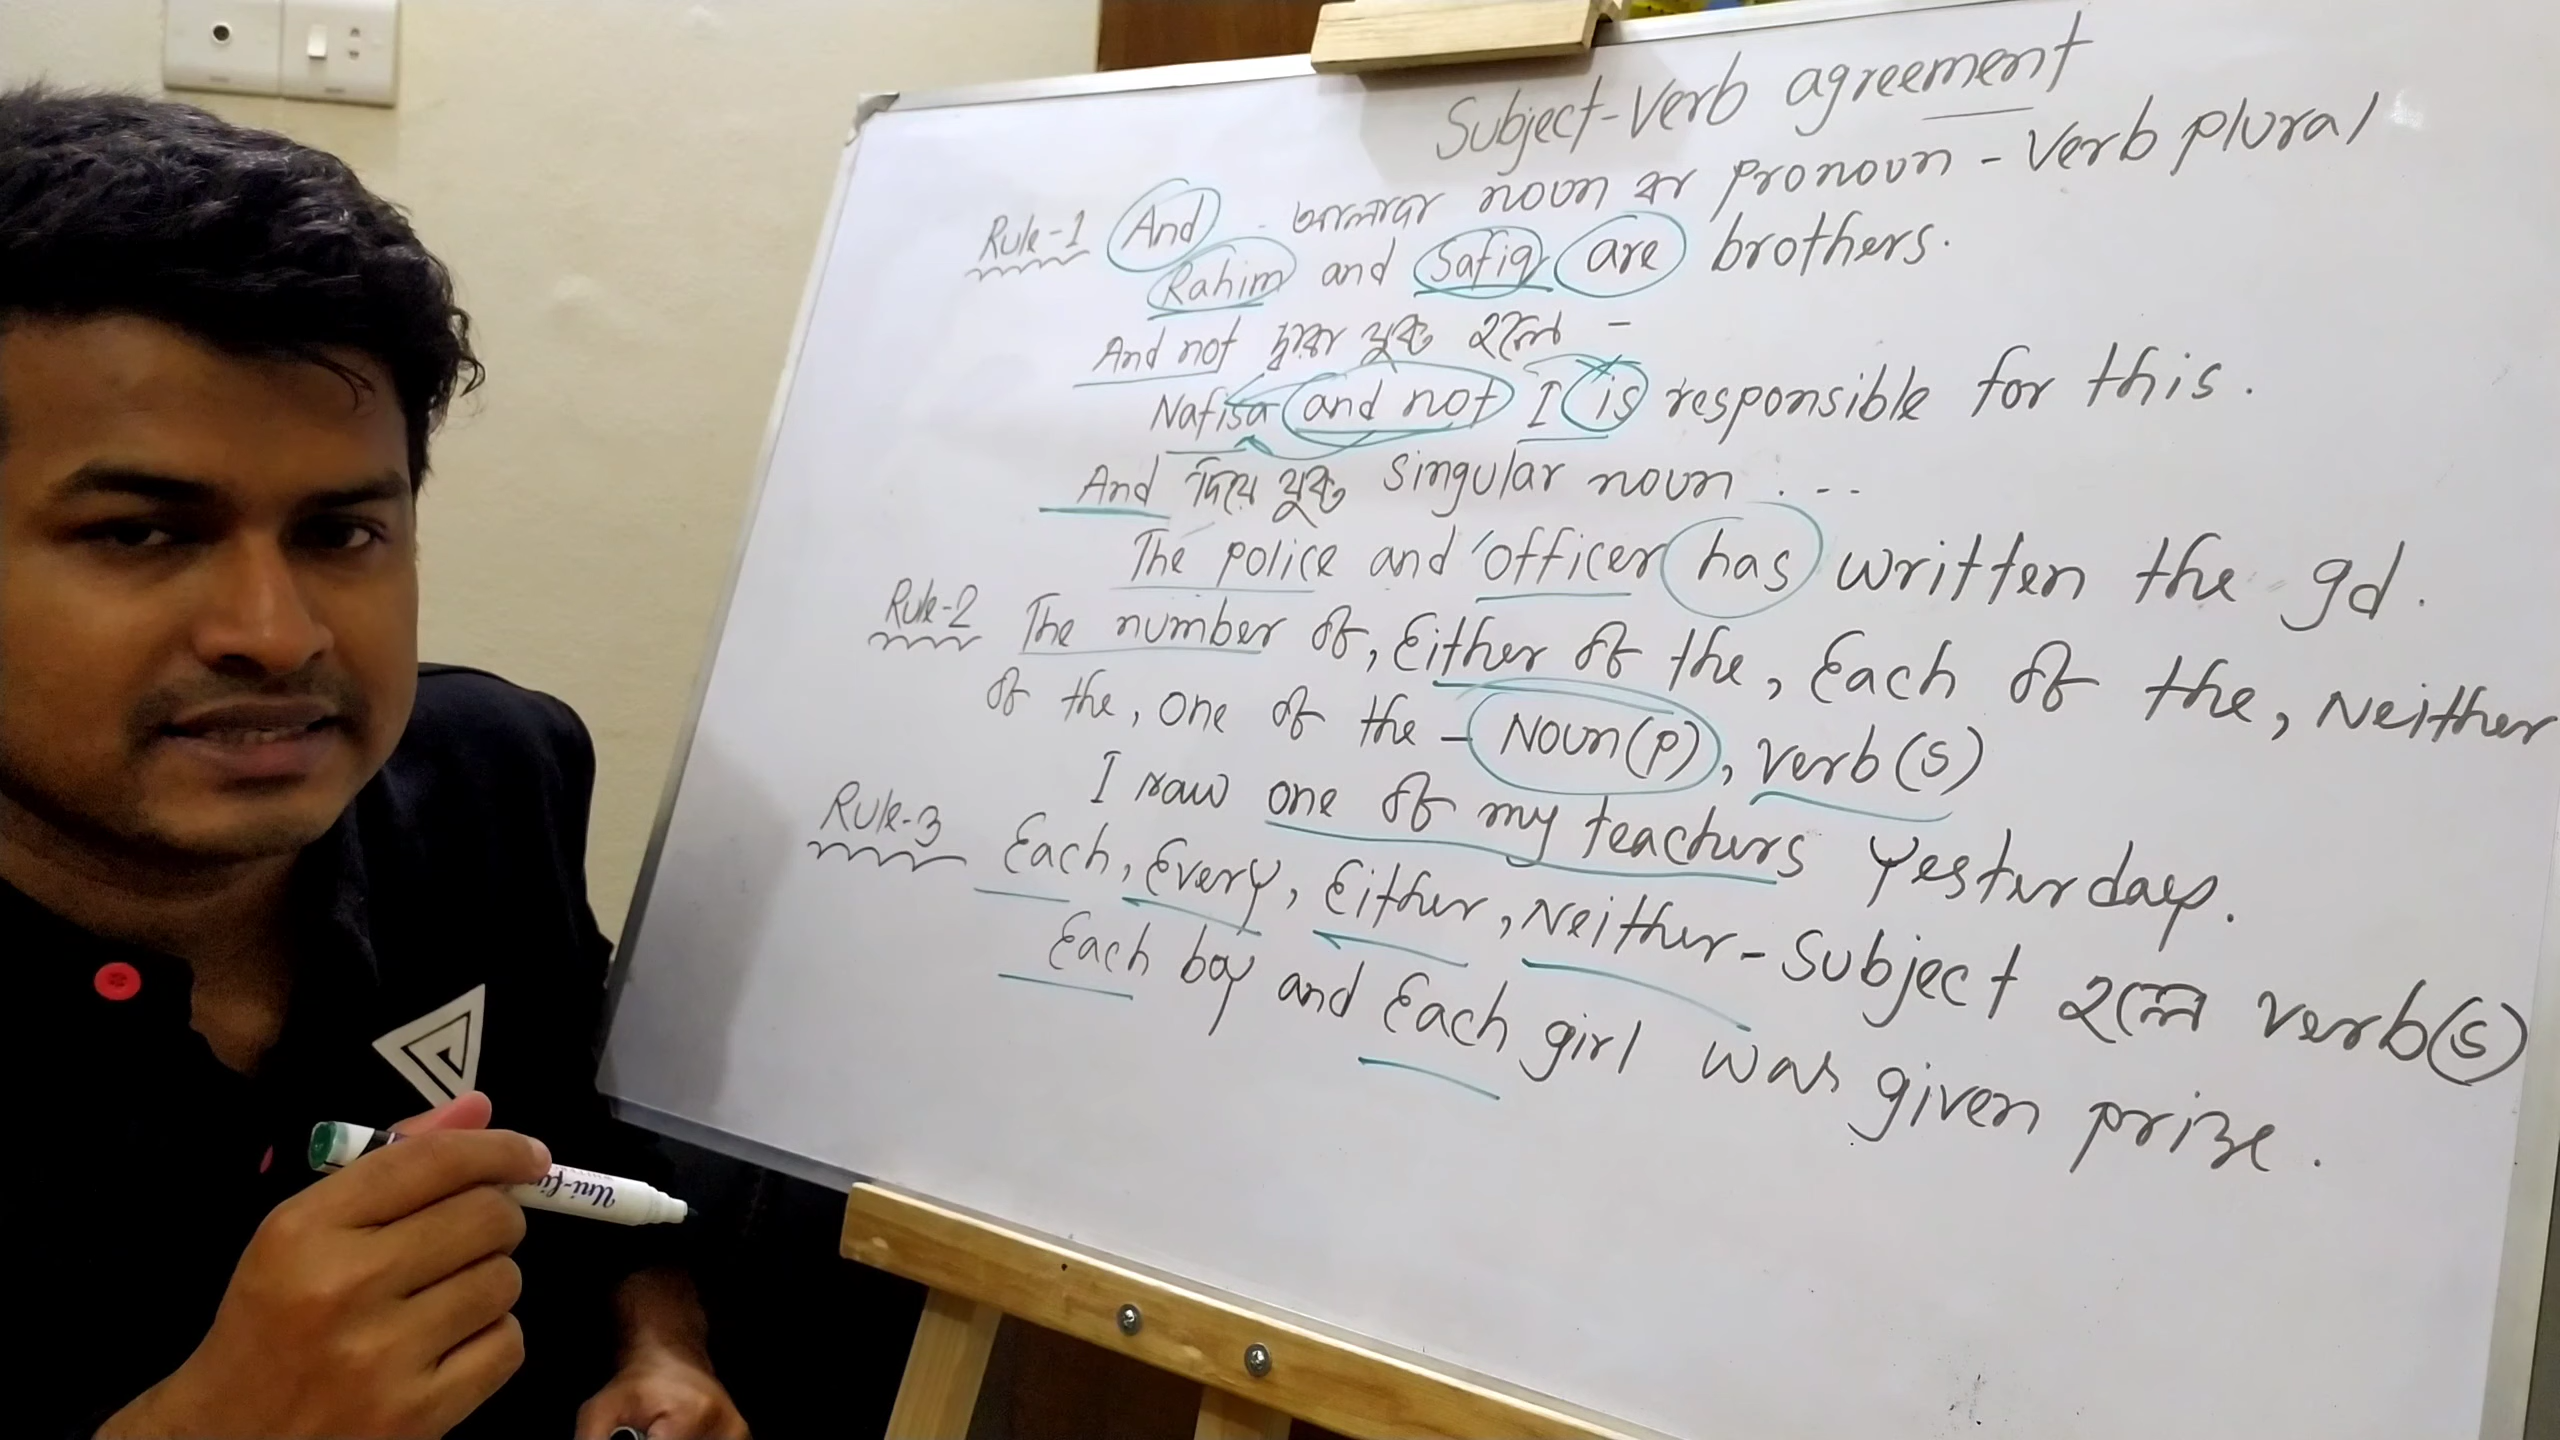 Subject-Verb agreement
Rule-1 And - আলাদা noun বা pronoun - Verb plural
Rahim and Safiq are brothers.
And not দ্বারা যুক্ত হলে -
Nafisa and not I is responsible for this.
And দিয়ে যুক্ত singular noun ...
The police and officer has written the gd.
Rule-2 The number of, Either of the, Each of the, Neither
of the, one of the - Noun(p), verb(s)
I saw one of my teachers yesterday.
Rule-3 Each, Every, Either, Neither - Subject হলে verb(s)
Each boy and Each girl was given prize.
Uni-